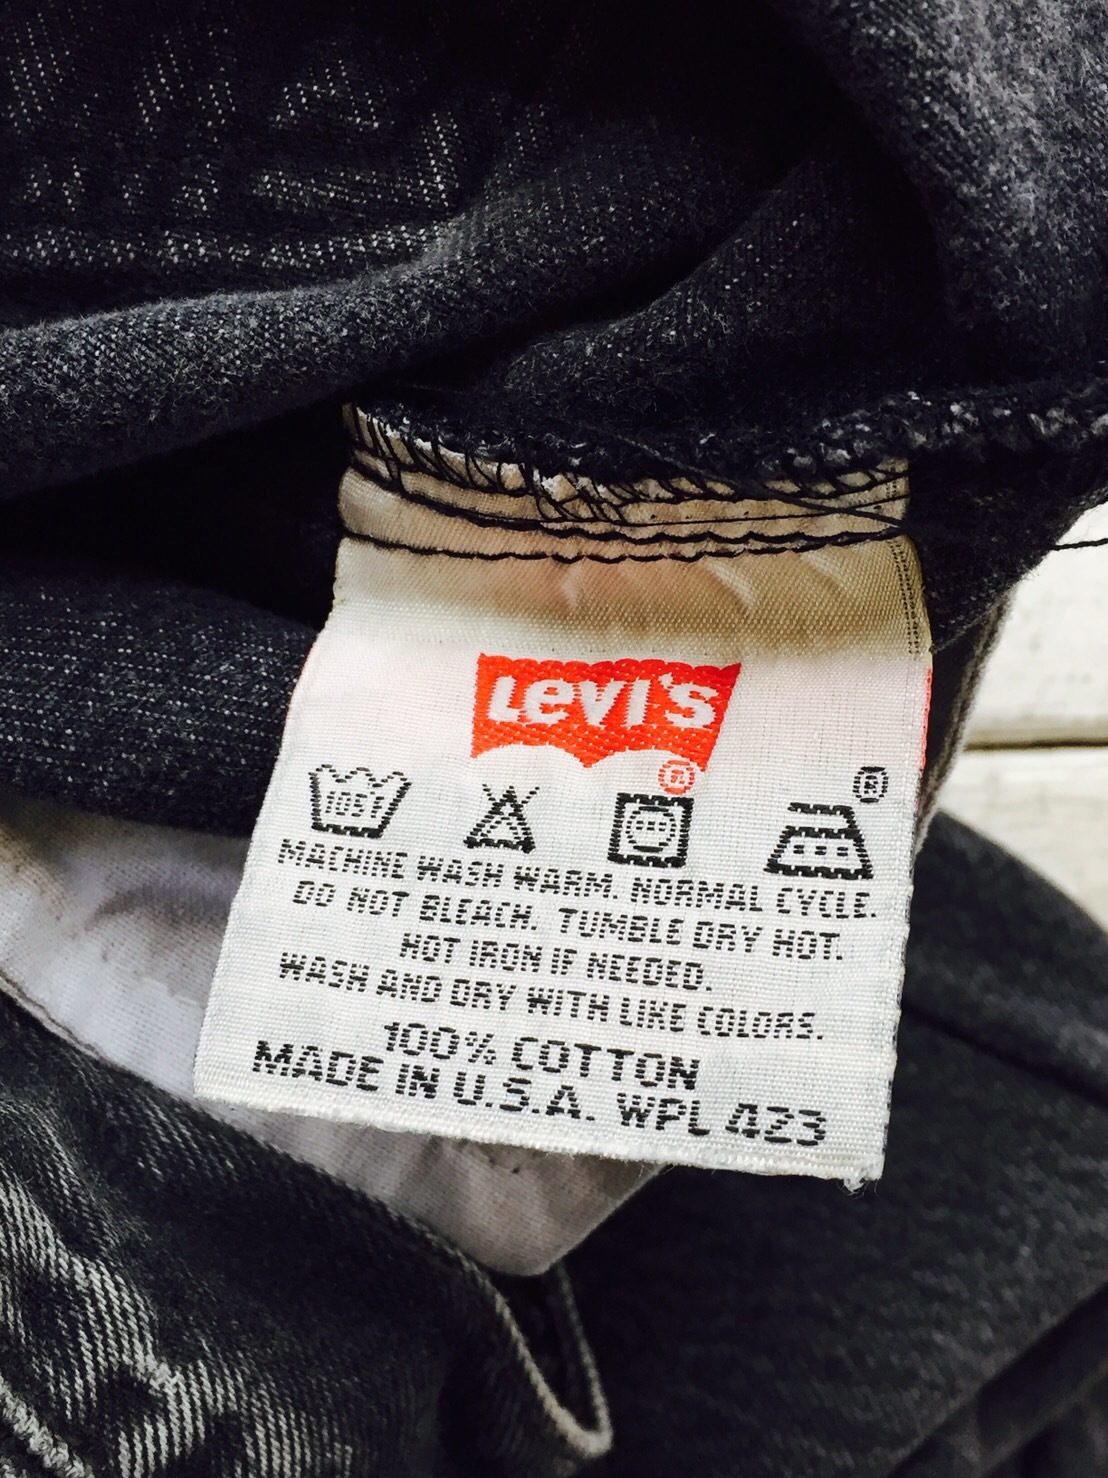 Levi's
®
®
105F
MACHINE WASH WARM. NORMAL CYCLE.
DO NOT BLEACH. TUMBLE DRY HOT.
HOT IRON IF NEEDED.
WASH AND DRY WITH LIKE COLORS.
100% COTTON
MADE IN U.S.A. WPL 423